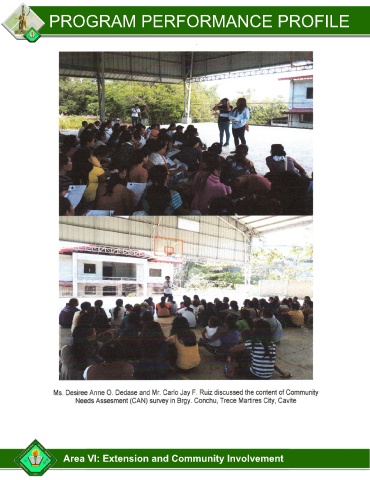 PROGRAM PERFORMANCE PROFILE
Ms. Desiree Anne O. Dedase and Mr. Carlo Jay F. Ruiz discussed the content of Community
Needs Assesment (CAN) survey in Brgy. Conchu, Trece Martires City, Cavite
Area VI: Extension and Community Involvement